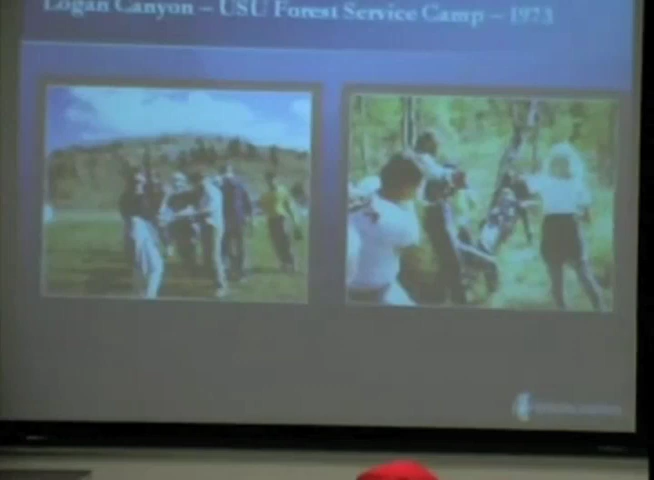 Logan Canyon – USU Forest Service Camp – 1973